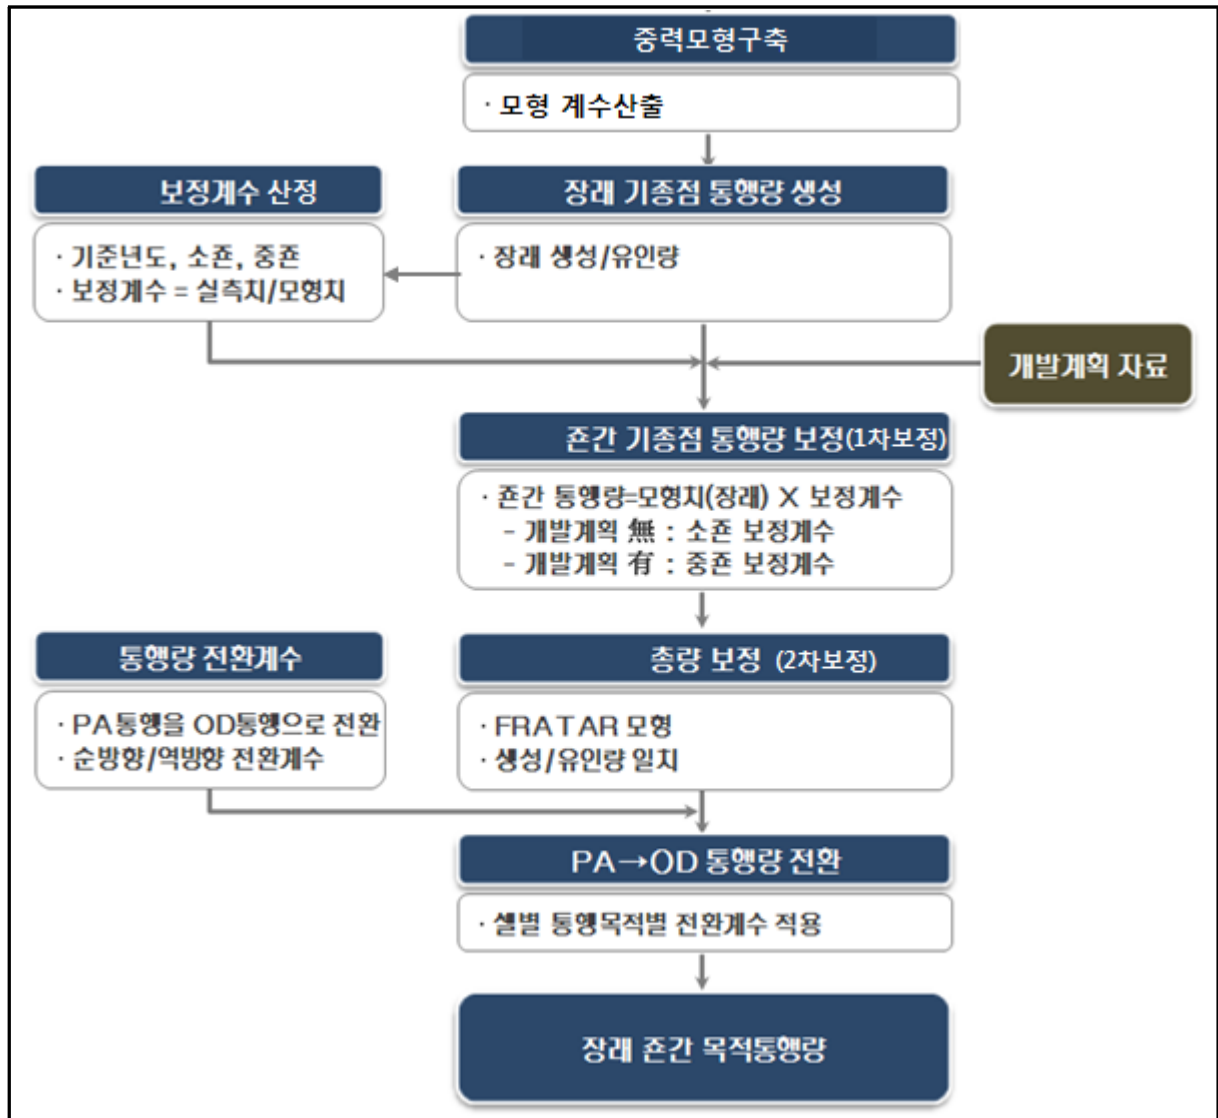 중력모형구축
· 모형 계수산출
보정계수 산정
· 기준년도, 소죤, 중죤
· 보정계수 = 실측치/모형치
장래 기종점 통행량 생성
· 장래 생성/유인량
개발계획 자료
죤간 기종점 통행량 보정(1차보정)
· 죤간 통행량=모형치(장래) X 보정계수
- 개발계획 無 : 소죤 보정계수
- 개발계획 有 : 중죤 보정계수
통행량 전환계수
· PA통행을 OD통행으로 전환
· 순방향/역방향 전환계수
총량 보정 (2차보정)
· FRATAR 모형
· 생성/유인량 일치
PA→OD 통행량 전환
· 셀별 통행목적별 전환계수 적용
장래 죤간 목적통행량